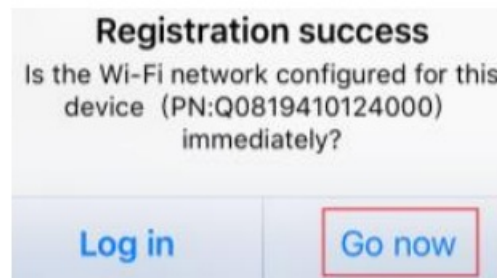 Registration success
Is the Wi-Fi network configured for this
device (PN:Q0819410124000)
immediately?
Log in
Go now